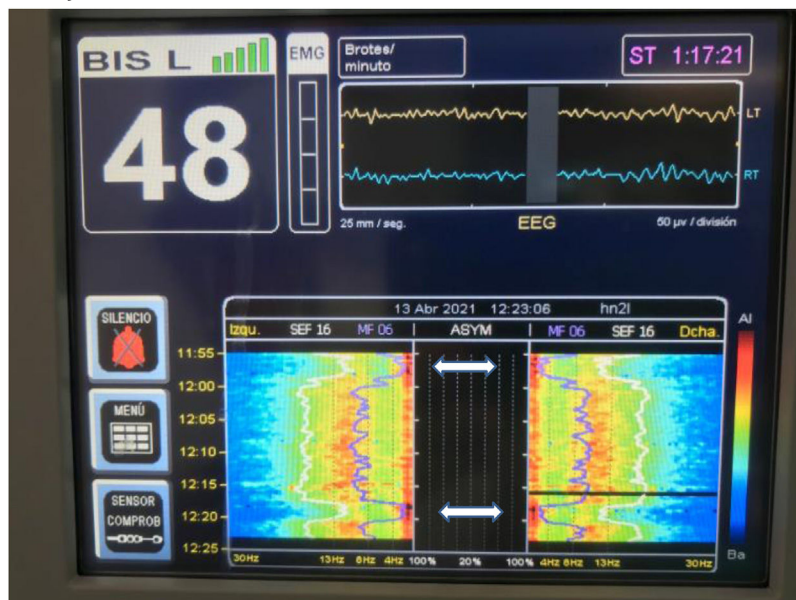 BIS L
EMG
Brotes/
minuto
ST 1:17:21
48
LT
RT
25 mm / seg.
EEG
50 μv / división
SILENCIO
MENÚ
SENSOR
COMPROB
13 Abr 2021 12:23:06 hn2l
Izqu. SEF 16 MF 06 ASYM MF 06 SEF 16 Dcha.
Al
11:55
12:00
12:05
12:10
12:15
12:20
12:25
Ba
30Hz 13Hz 8Hz 4Hz 100% 20% 100% 4Hz 8Hz 13Hz 30Hz